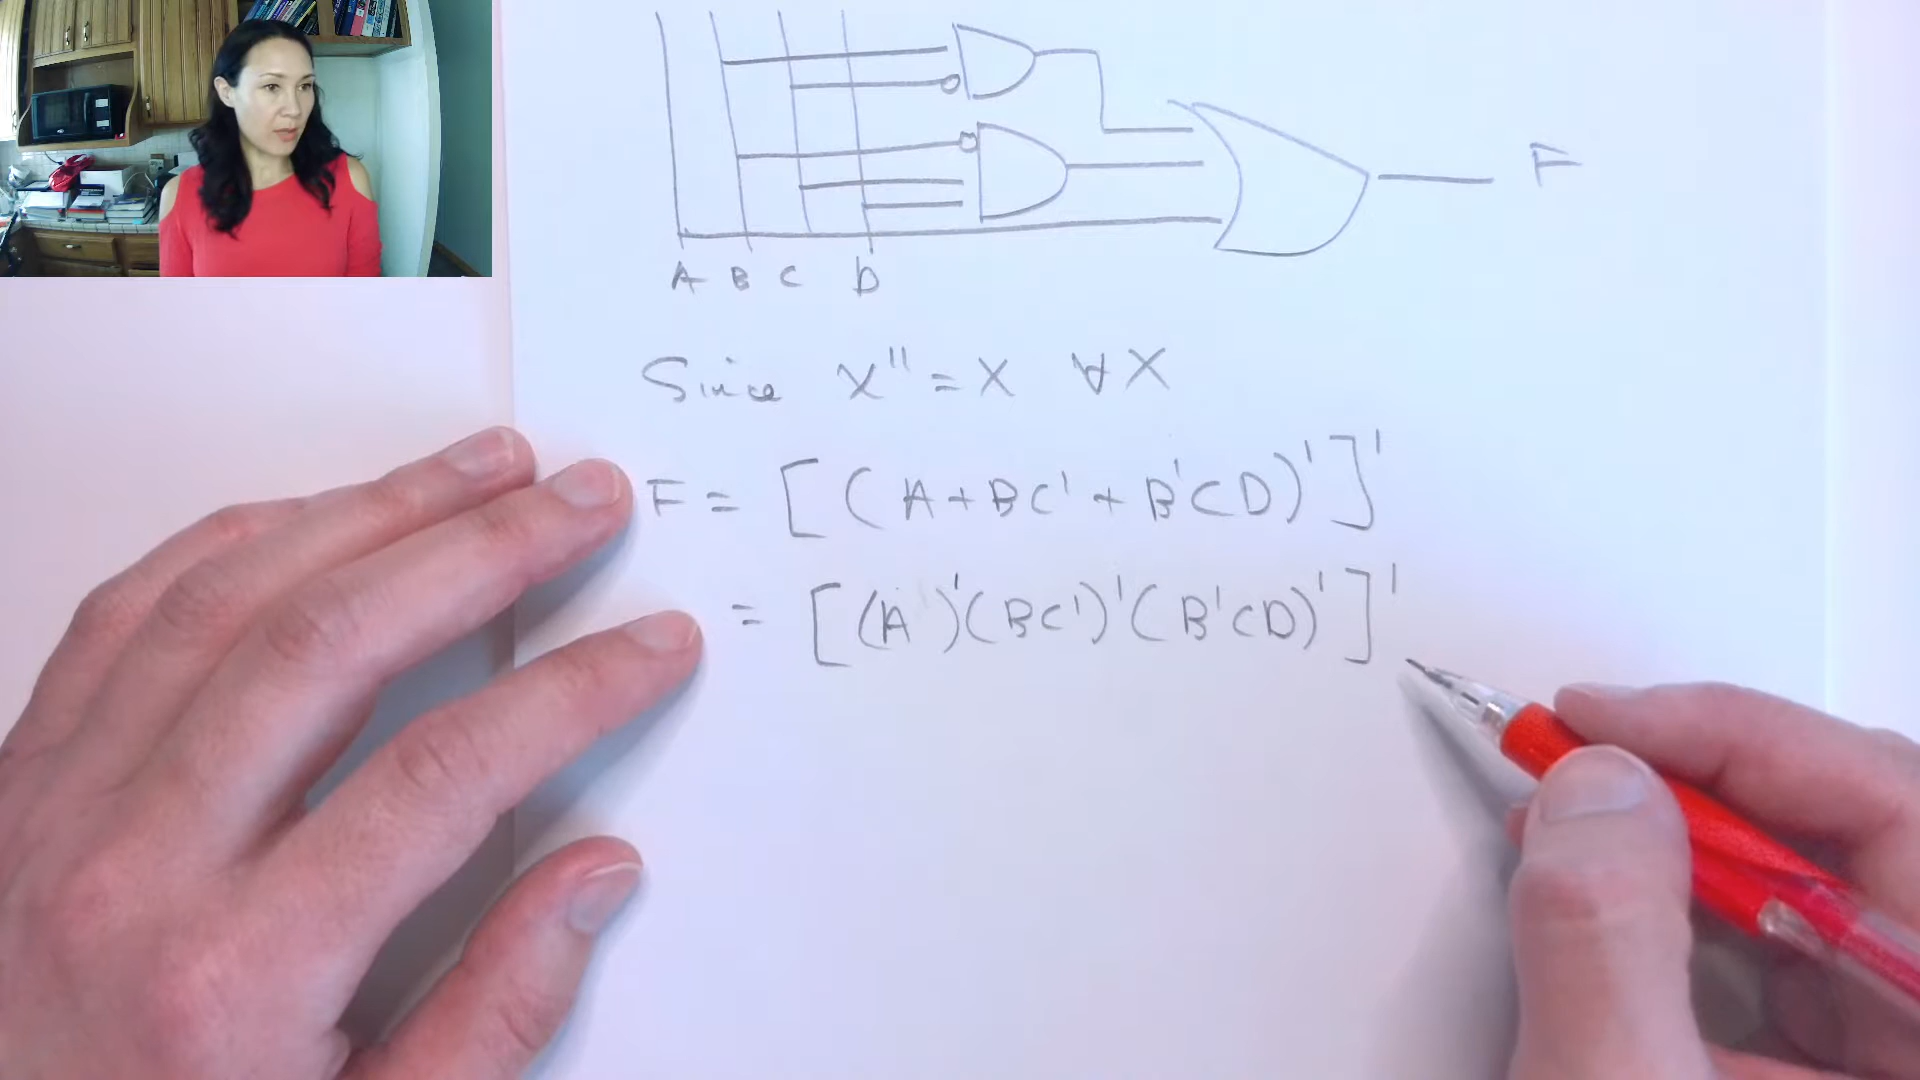 F
A B C D
Since X'' = X ∀ X
F = [(A + BC' + B'CD)']'
= [(A)'(BC')'(B'CD)']'